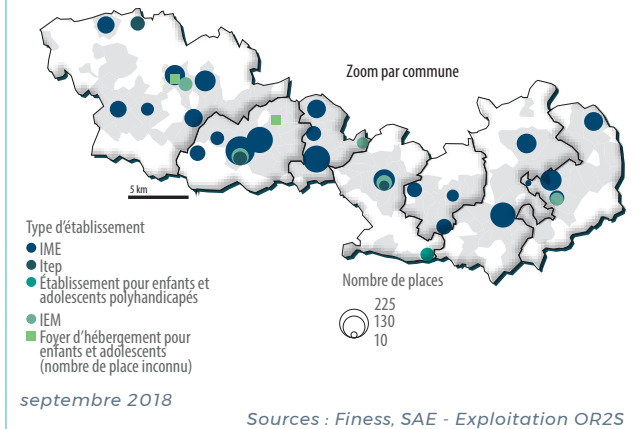 Zoom par commune
5 km
Type d'établissement
IME
Itep
Établissement pour enfants et
adolescents polyhandicapés
IEM
Foyer d'hébergement pour
enfants et adolescents
(nombre de place inconnu)
Nombre de places
225
130
10
septembre 2018
Sources : Finess, SAE - Exploitation OR2S